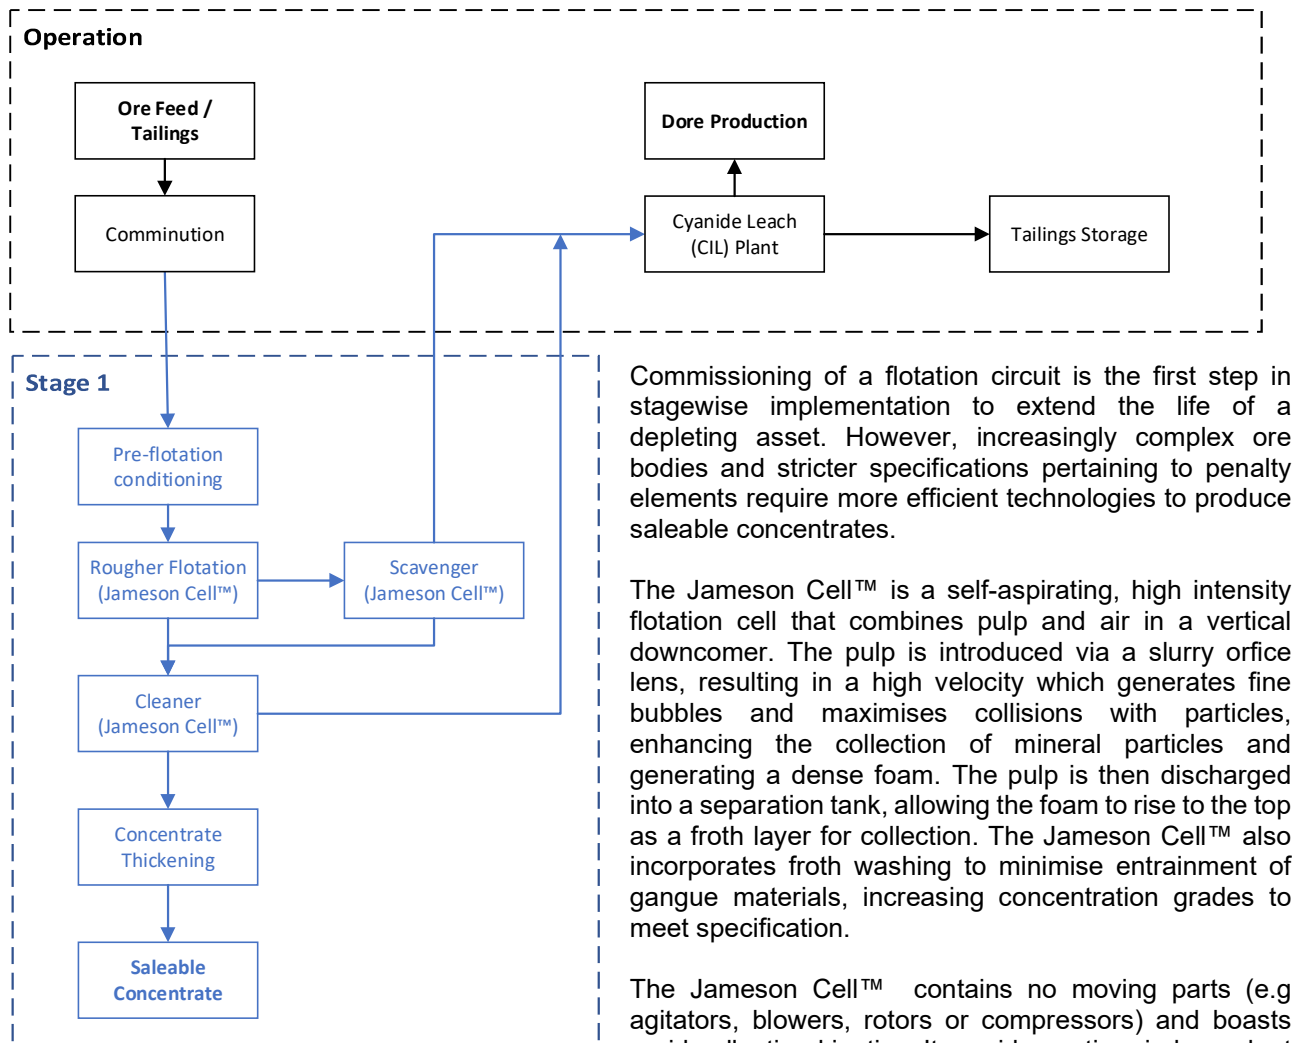 Operation
Ore Feed /
Tailings
Dore Production
Comminution
Cyanide Leach
(CIL) Plant
Tailings Storage
Stage 1
Pre-flotation
conditioning
Rougher Flotation
(Jameson Cell™)
Scavenger
(Jameson Cell™)
Cleaner
(Jameson Cell™)
Concentrate
Thickening
Saleable
Concentrate
Commissioning of a flotation circuit is the first step in
stagewise implementation to extend the life of a
depleting asset. However, increasingly complex ore
bodies and stricter specifications pertaining to penalty
elements require more efficient technologies to produce
saleable concentrates.
The Jameson Cell™ is a self-aspirating, high intensity
flotation cell that combines pulp and air in a vertical
downcomer. The pulp is introduced via a slurry orfice
lens, resulting in a high velocity which generates fine
bubbles and maximises collisions with particles,
enhancing the collection of mineral particles and
generating a dense foam. The pulp is then discharged
into a separation tank, allowing the foam to rise to the top
as a froth layer for collection. The Jameson Cell™ also
incorporates froth washing to minimise entrainment of
gangue materials, increasing concentration grades to
meet specification.
The Jameson Cell™ contains no moving parts (e.g
agitators, blowers, rotors or compressors) and boasts